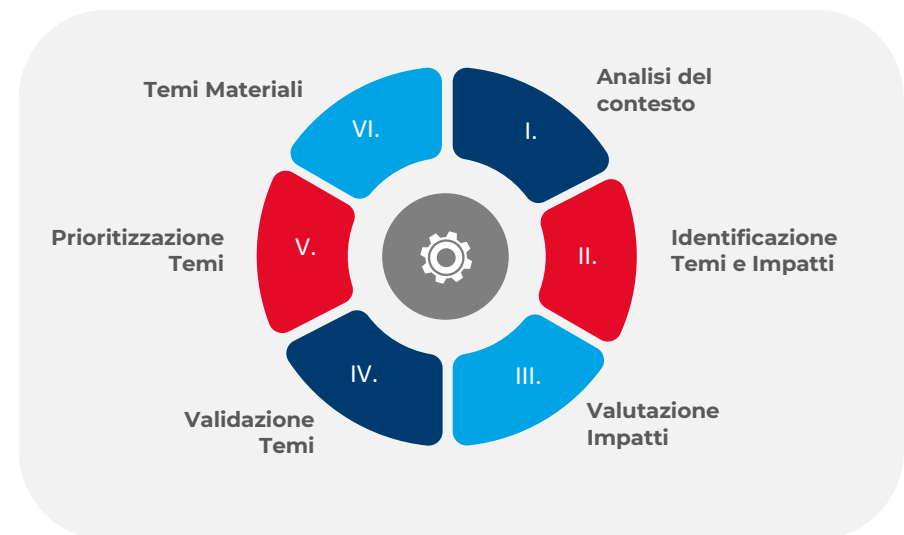 I.
Analisi del
contesto
II.
Identificazione
Temi e Impatti
III.
Valutazione
Impatti
IV.
Validazione
Temi
V.
Prioritizzazione
Temi
VI.
Temi Materiali